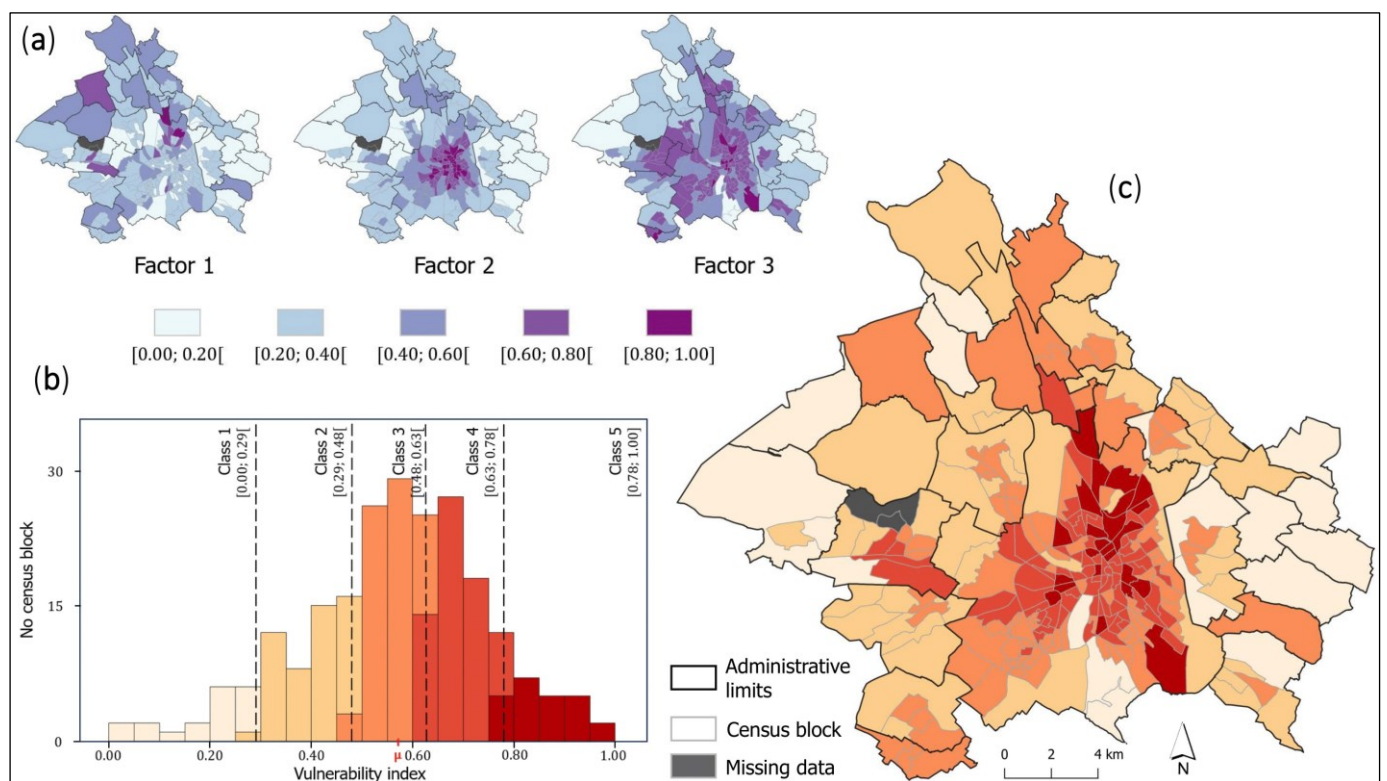 (a)
Factor 1
Factor 2
Factor 3
[0.00; 0.20[
[0.20; 0.40[
[0.40; 0.60[
[0.60; 0.80[
[0.80; 1.00]
(b)
No census block
30
15
0
Class 1
[0.00; 0.29[
Class 2
[0.29; 0.48[
Class 3
[0.48; 0.63[
Class 4
[0.63; 0.78[
Class 5
[0.78; 1.00]
0.00
0.20
0.40
μ
0.60
0.80
1.00
Vulnerability index
(c)
Administrative
limits
Census block
Missing data
0
2
4 km
N